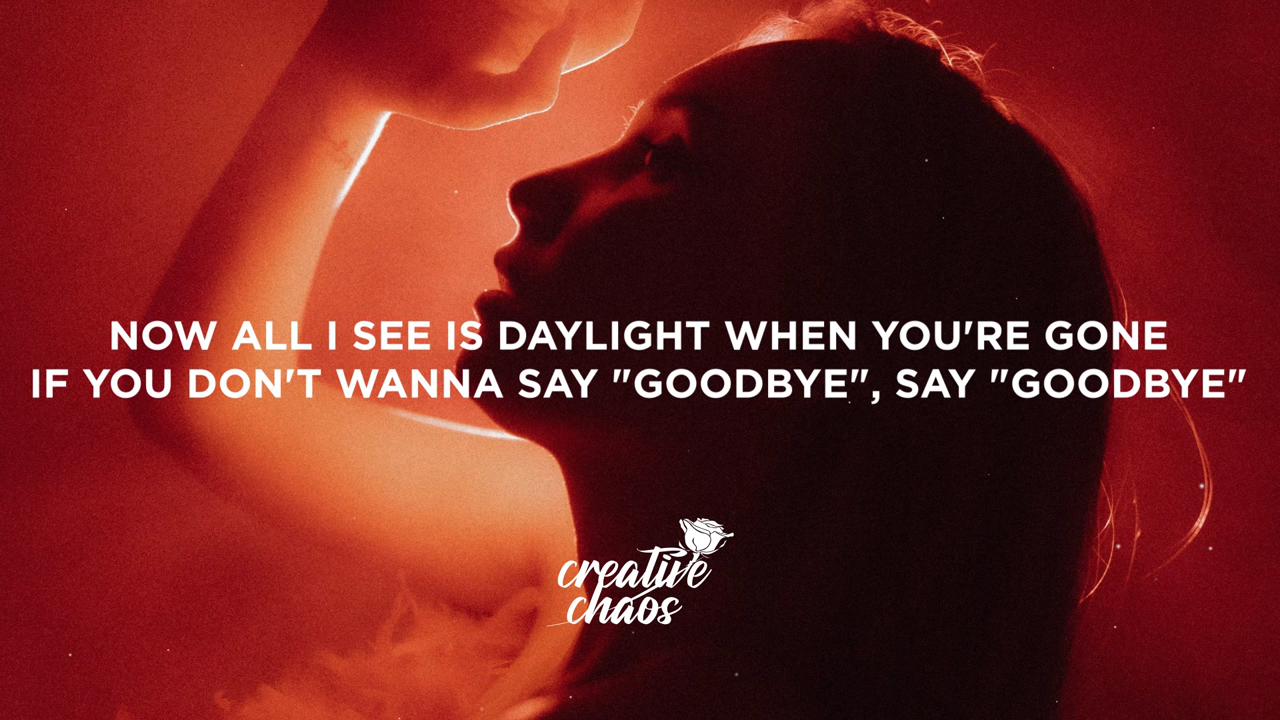 NOW ALL I SEE IS DAYLIGHT WHEN YOU'RE GONE
IF YOU DON'T WANNA SAY "GOODBYE", SAY "GOODBYE"
creative
chaos